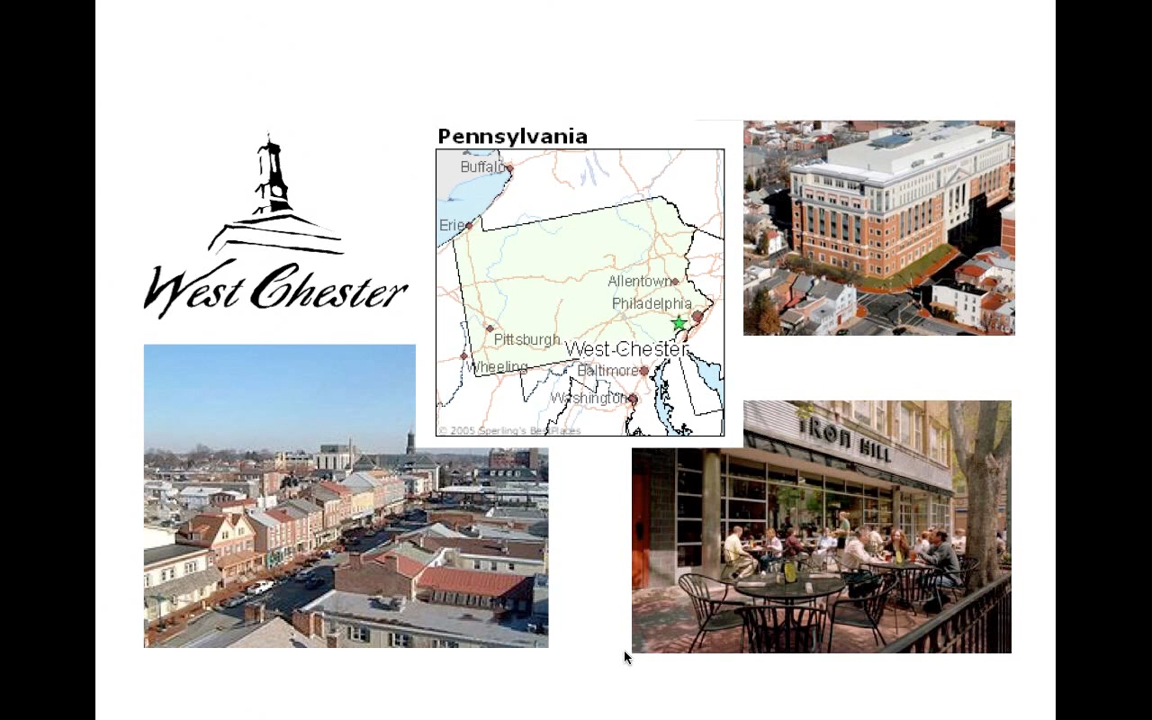 West Chester
Pennsylvania
Buffalo
Erie
Allentown
Philadelphia
Pittsburgh
West-Chester
Wheeling
Baltimore
Washington
© 2005 Sperling's BestPlaces
IRON HILL